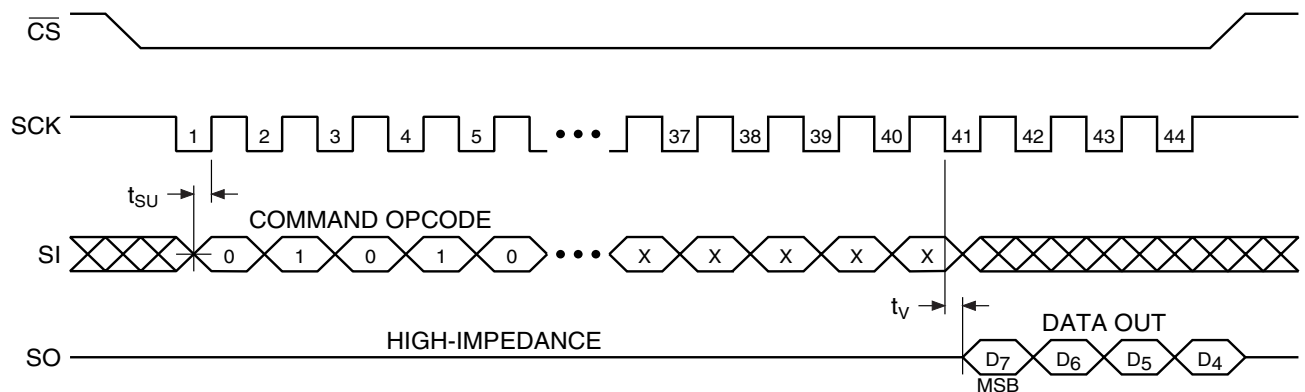 CS
SCK 1 2 3 4 5 ••• 37 38 39 40 41 42 43 44
tSU
COMMAND OPCODE
SI 0 1 0 1 0 ••• X X X X X
tV
HIGH-IMPEDANCE
DATA OUT
SO D7 D6 D5 D4
MSB